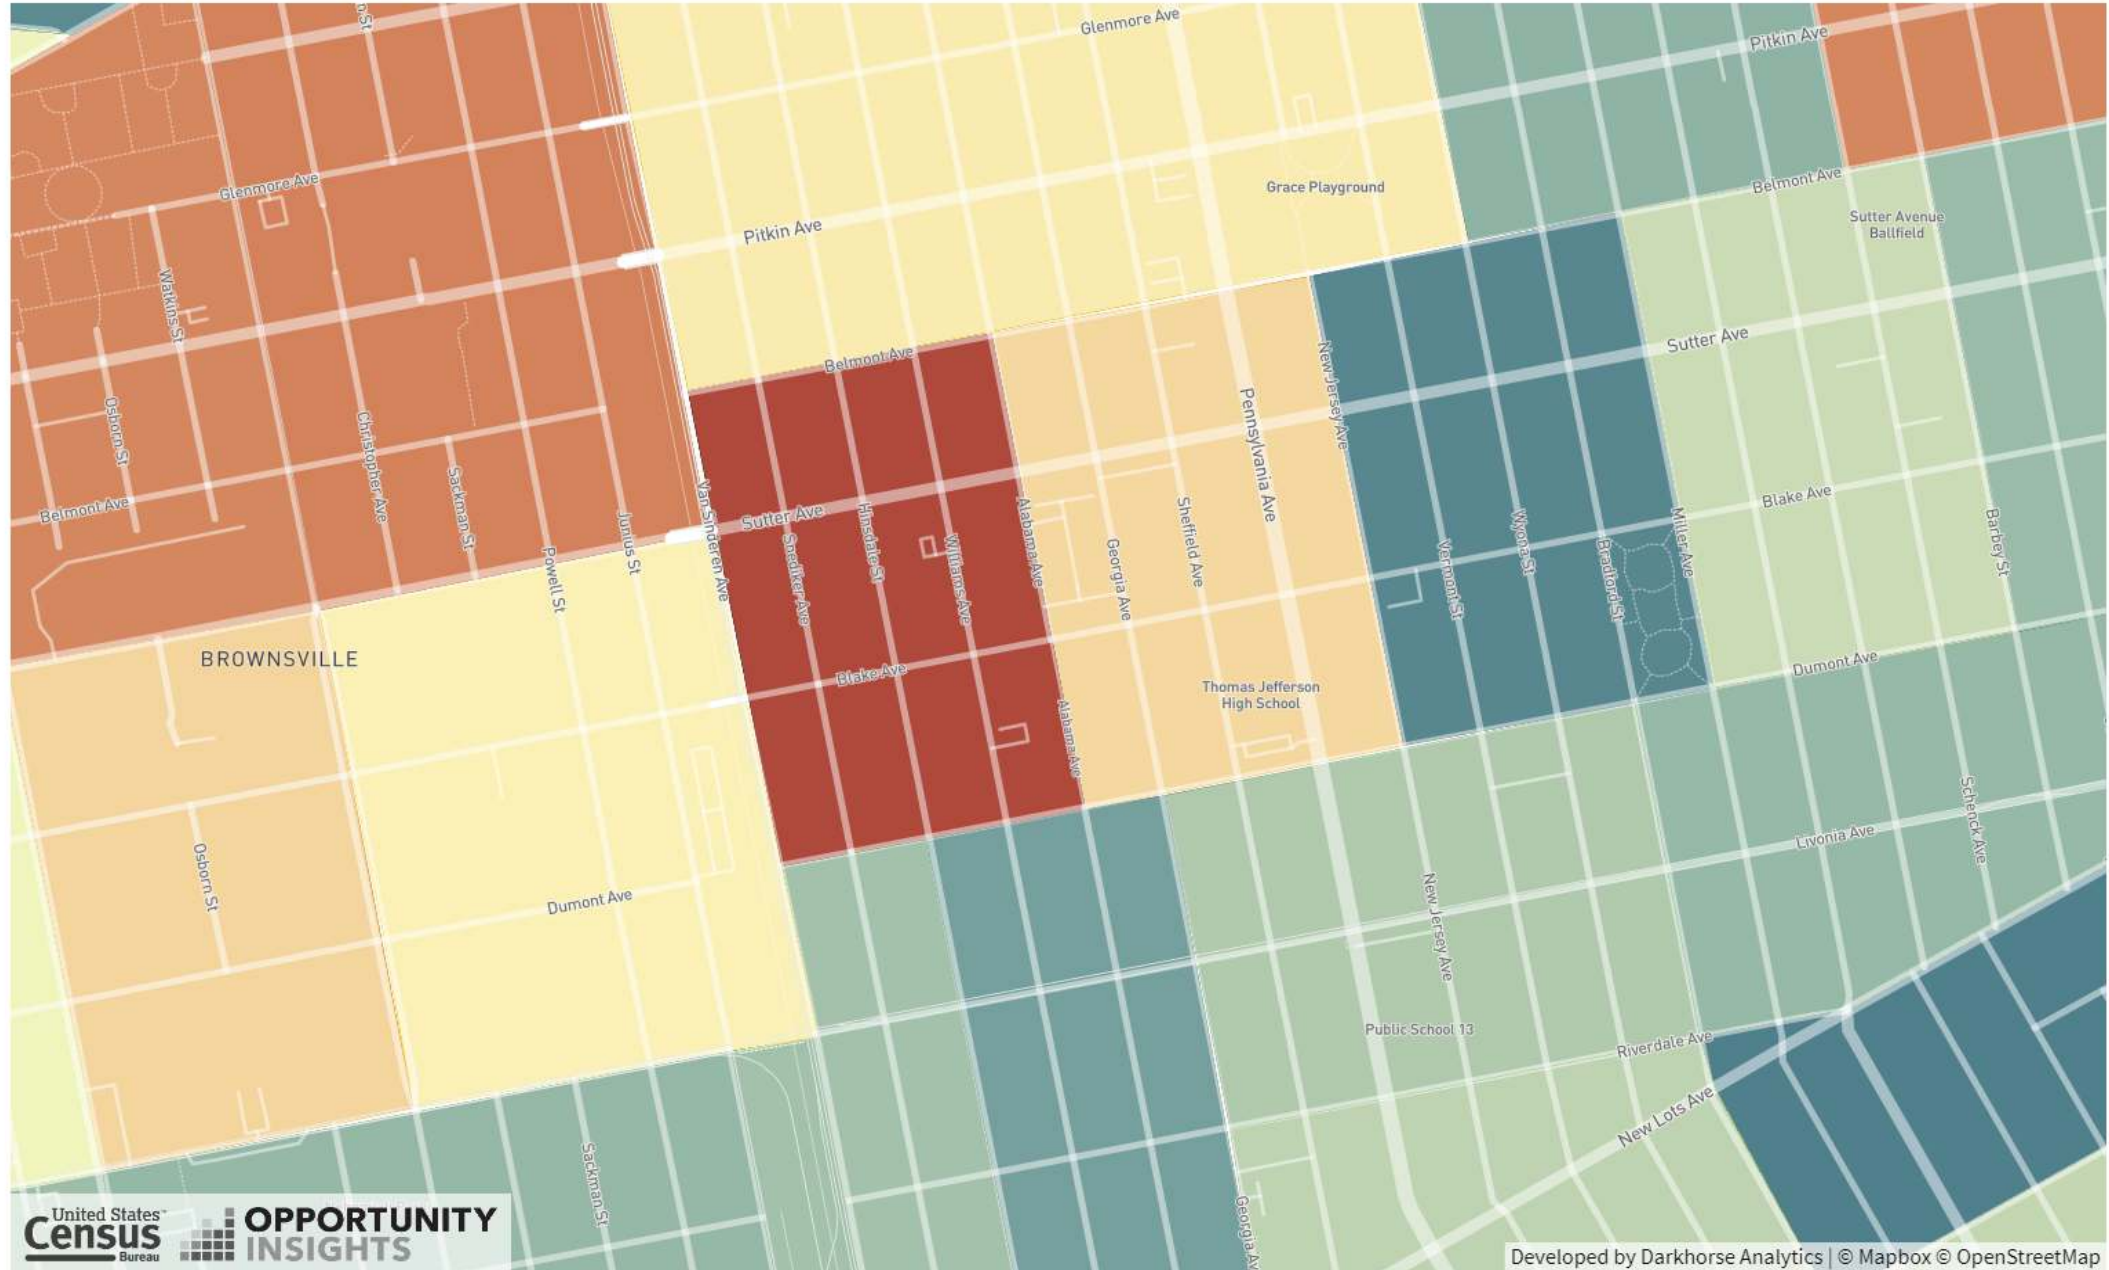 Glenmore Ave
Pitkin Ave
Glenmore Ave
Grace Playground
Belmont Ave
Pitkin Ave
Sutter Avenue
Ballfield
Watkins St
Sutter Ave
Belmont Ave
New Jersey Ave
Osborn St
Christopher Ave
Pennsylvania Ave
Sackman St
Belmont Ave
Blake Ave
Van Sinderen Ave
Sutter Ave
Junius St
Powell St
Snediker Ave
Hinsdale St
Williams Ave
Alabama Ave
Georgia Ave
Sheffield Ave
Vermont St
Wyona St
Bradford St
Miller Ave
Barbey St
BROWNSVILLE
Blake Ave
Dumont Ave
Thomas Jefferson
High School
Alabama Ave
Osborn St
Dumont Ave
Livonia Ave
Schenck Ave
New Jersey Ave
Public School 13
Riverdale Ave
New Lots Ave
Sackman St
Georgia Av
United States™
Census
Bureau
OPPORTUNITY
INSIGHTS
Developed by Darkhorse Analytics | © Mapbox © OpenStreetMap